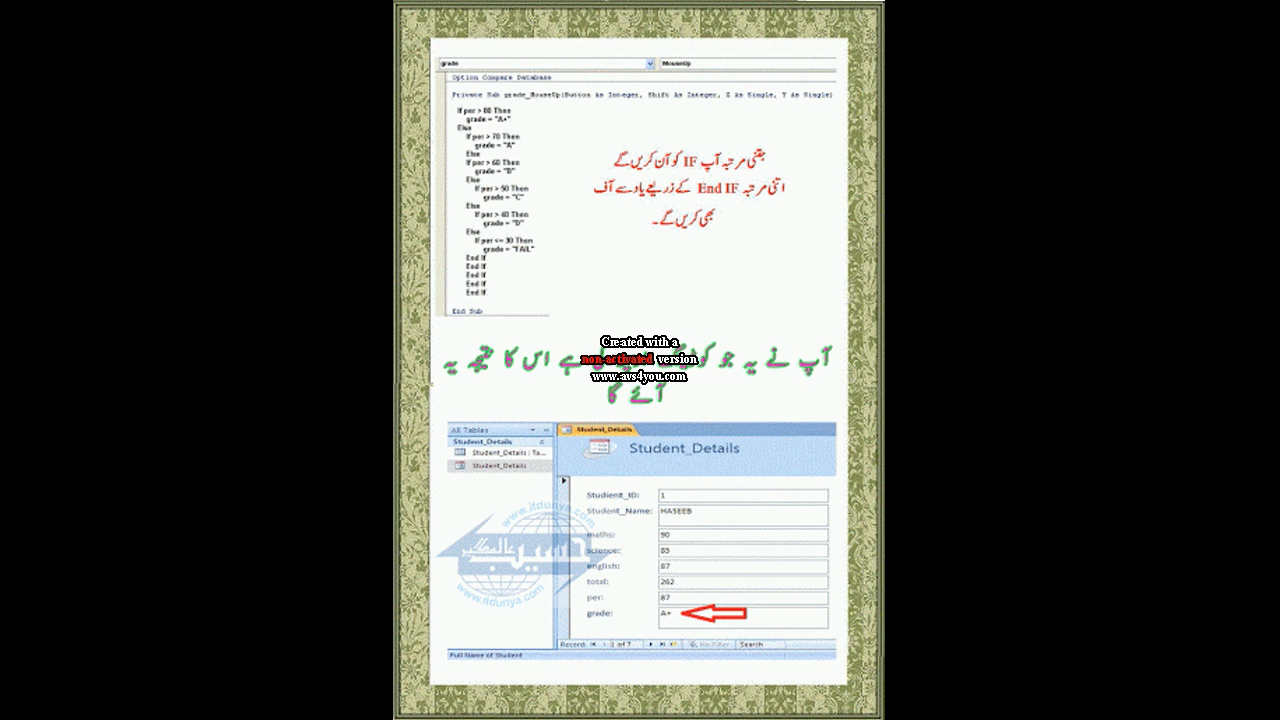 grade MouseUp
Option Compare Database
Private Sub grade_MouseUp(Button As Integer, Shift As Integer, X As Single, Y As Single)
If per > 80 Then
grade = "A+"
Else
If per > 70 Then
grade = "A"
Else
If per > 60 Then
grade = "B"
Else
If per > 50 Then
grade = "C"
Else
If per > 40 Then
grade = "D"
Else
If per <= 30 Then
grade = "FAIL"
End If
End If
End If
End If
End If
End Sub
جتنی مرتبہ آپ IF کو آن کریں گے
اتنی مرتبہ End IF کے ذریعے یاد سے آف
بھی کریں گے۔
Created with a
non-activated version
www.avs4you.com
آپ نے یہ جو ہے اس کا نتیجہ یہ
آئے گا
All Tables
Student_Details
Student_Details : Ta...
Student_Details
Student_Details
Student_Details
Student_ID: 1
Student_Name: HASEEB
maths: 90
science: 85
english: 87
total: 262
per: 87
grade: A+
www.itdunya.com
حسیب عالمگیر
www.itdunya.com
Record: 1 of 7 No Filter Search
Full Name of Student